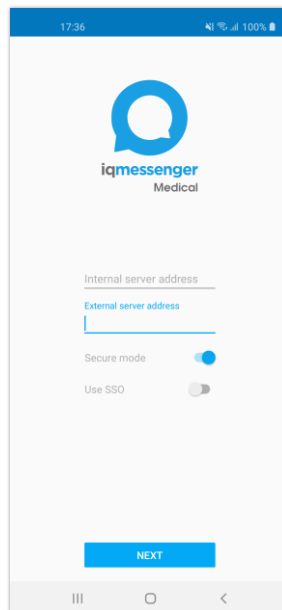 17:36
100%
iqmessenger
Medical
Internal server address
External server address
Secure mode
Use SSO
NEXT